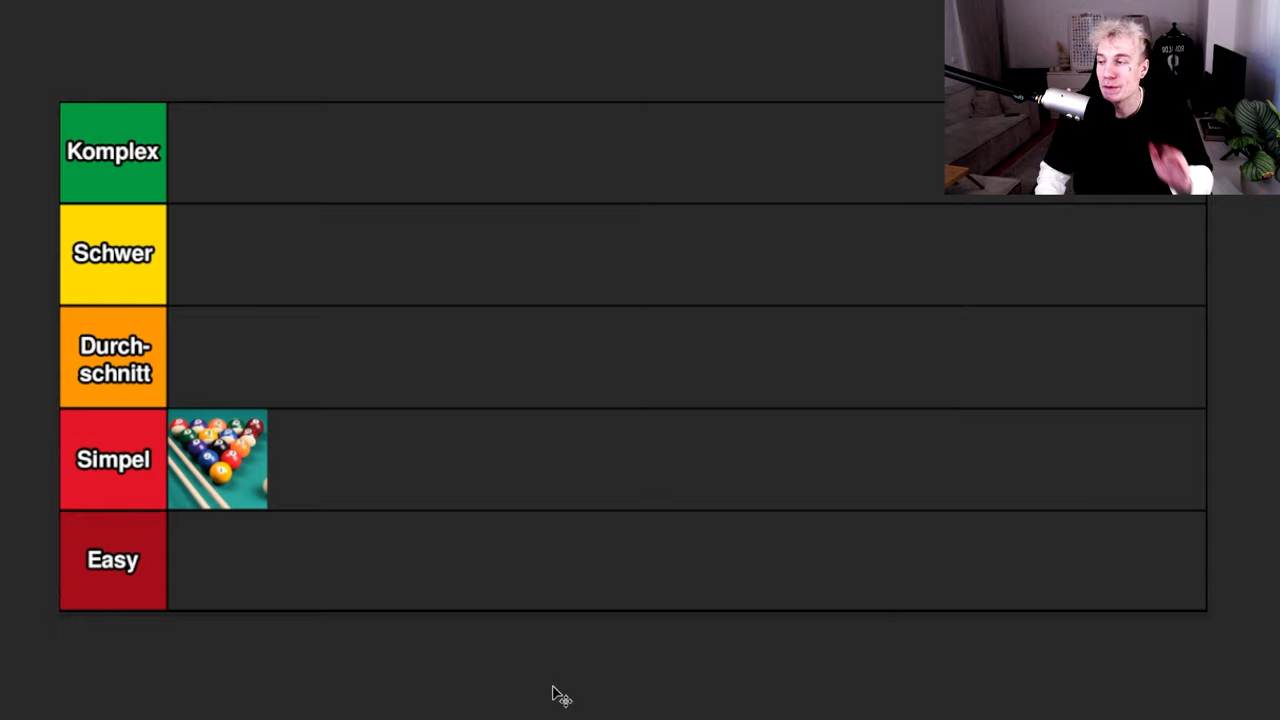 Komplex
Schwer
Durch-
schnitt
Simpel
Easy